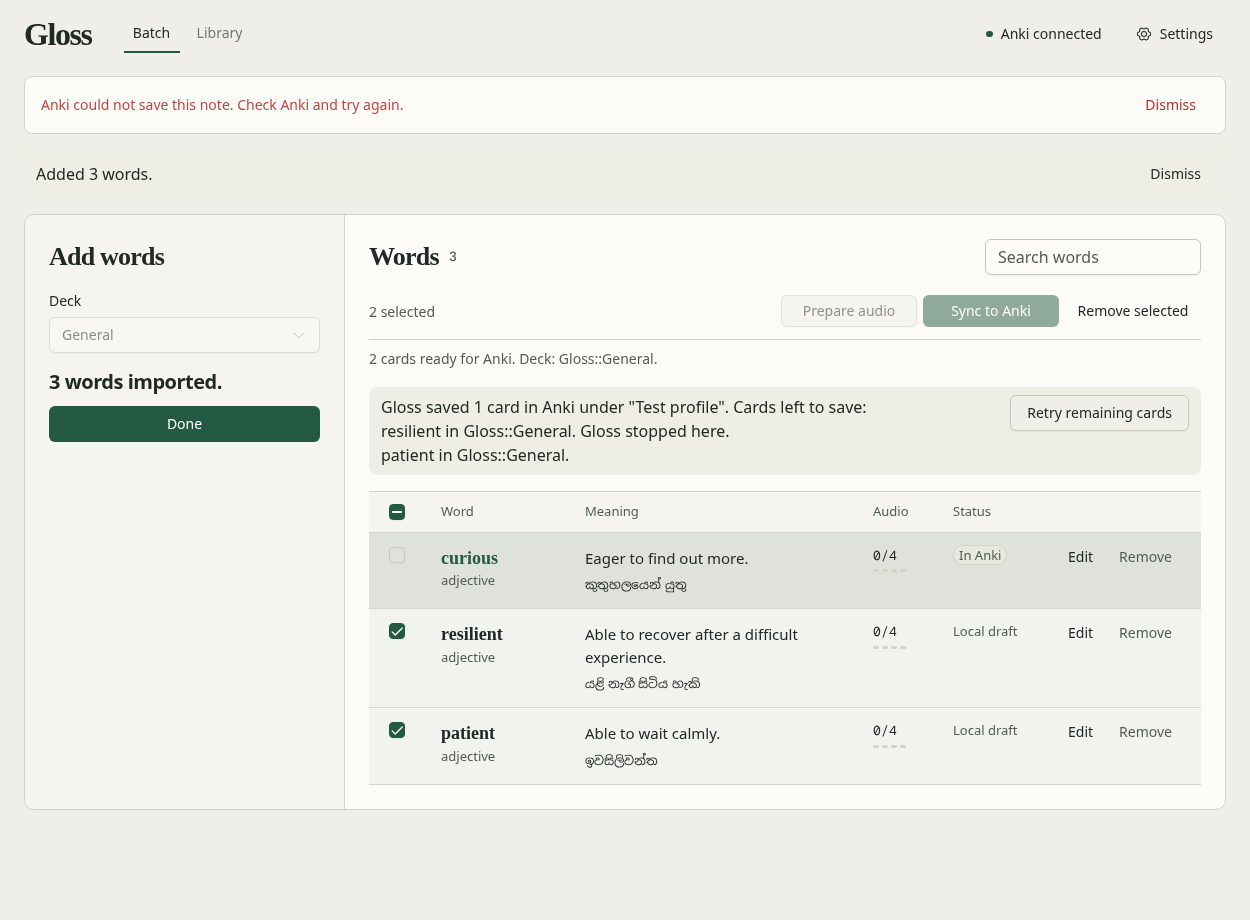 Gloss
Batch
Library
Anki connected
Settings
Anki could not save this note. Check Anki and try again.
Dismiss
Added 3 words.
Dismiss
Add words
Deck
General
3 words imported.
Done
Words 3
Search words
2 selected
Prepare audio
Sync to Anki
Remove selected
2 cards ready for Anki. Deck: Gloss::General.
Gloss saved 1 card in Anki under "Test profile". Cards left to save:
resilient in Gloss::General. Gloss stopped here.
patient in Gloss::General.
Retry remaining cards
Word Meaning Audio Status
curious
adjective
Eager to find out more.
කුතුහලයෙන් යුතු
0/4
In Anki
Edit
Remove
resilient
adjective
Able to recover after a difficult
experience.
යළි නැගී සිටිය හැකි
0/4
Local draft
Edit
Remove
patient
adjective
Able to wait calmly.
ඉවසිලිවන්ත
0/4
Local draft
Edit
Remove